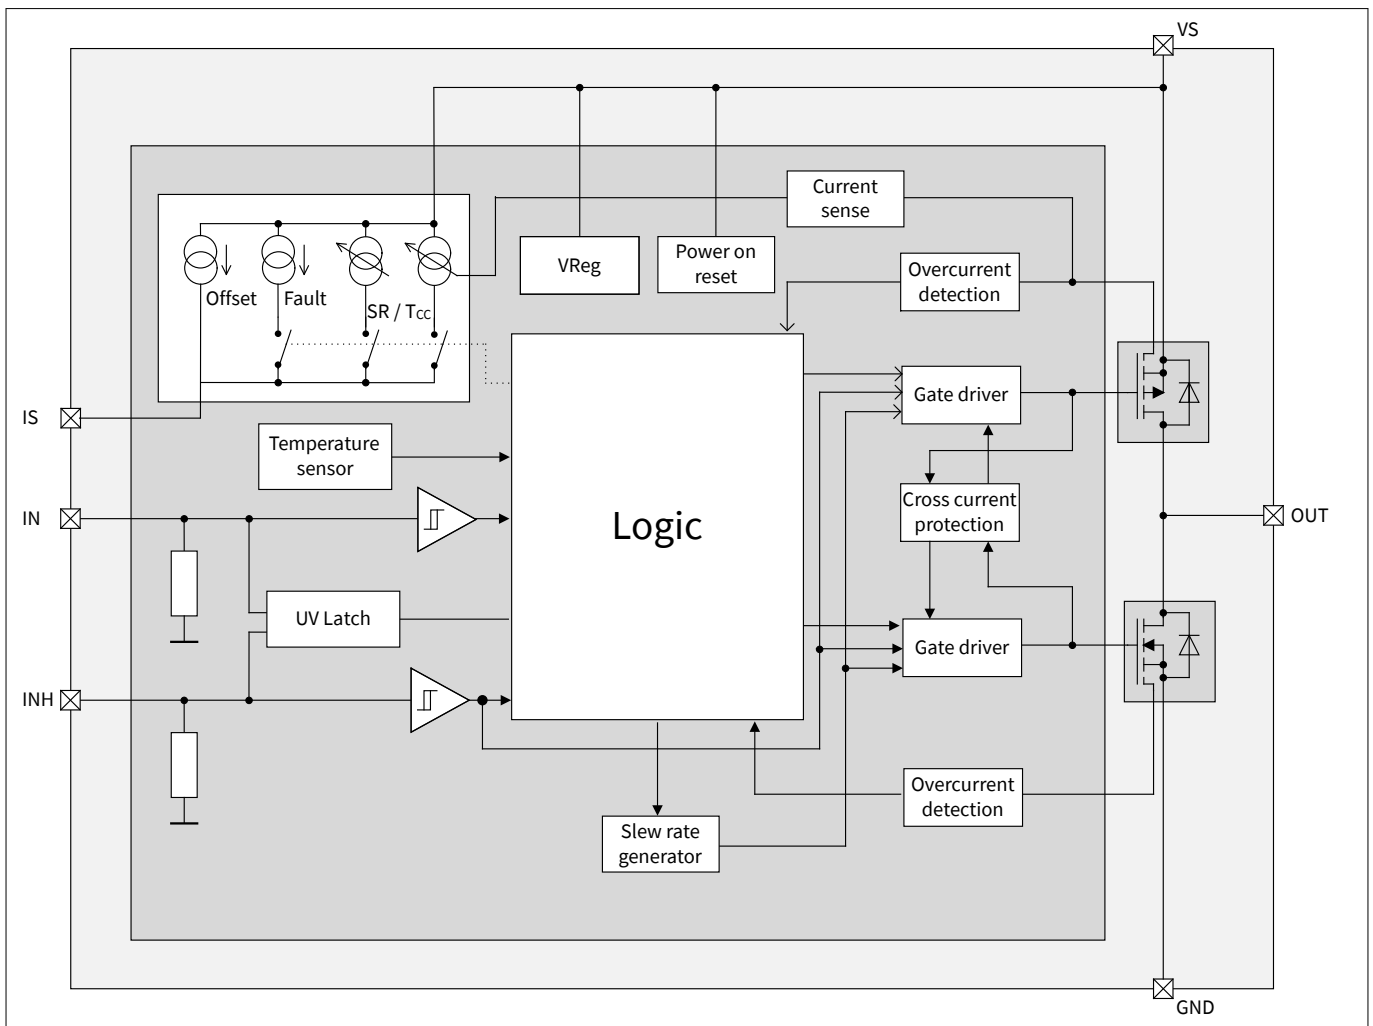 VS
Current
sense
VReg
Power on
reset
Overcurrent
detection
Offset
Fault
SR / TCC
IS
Gate driver
Temperature
sensor
Cross current
protection
IN
Logic
OUT
UV Latch
Gate driver
INH
Overcurrent
detection
Slew rate
generator
GND